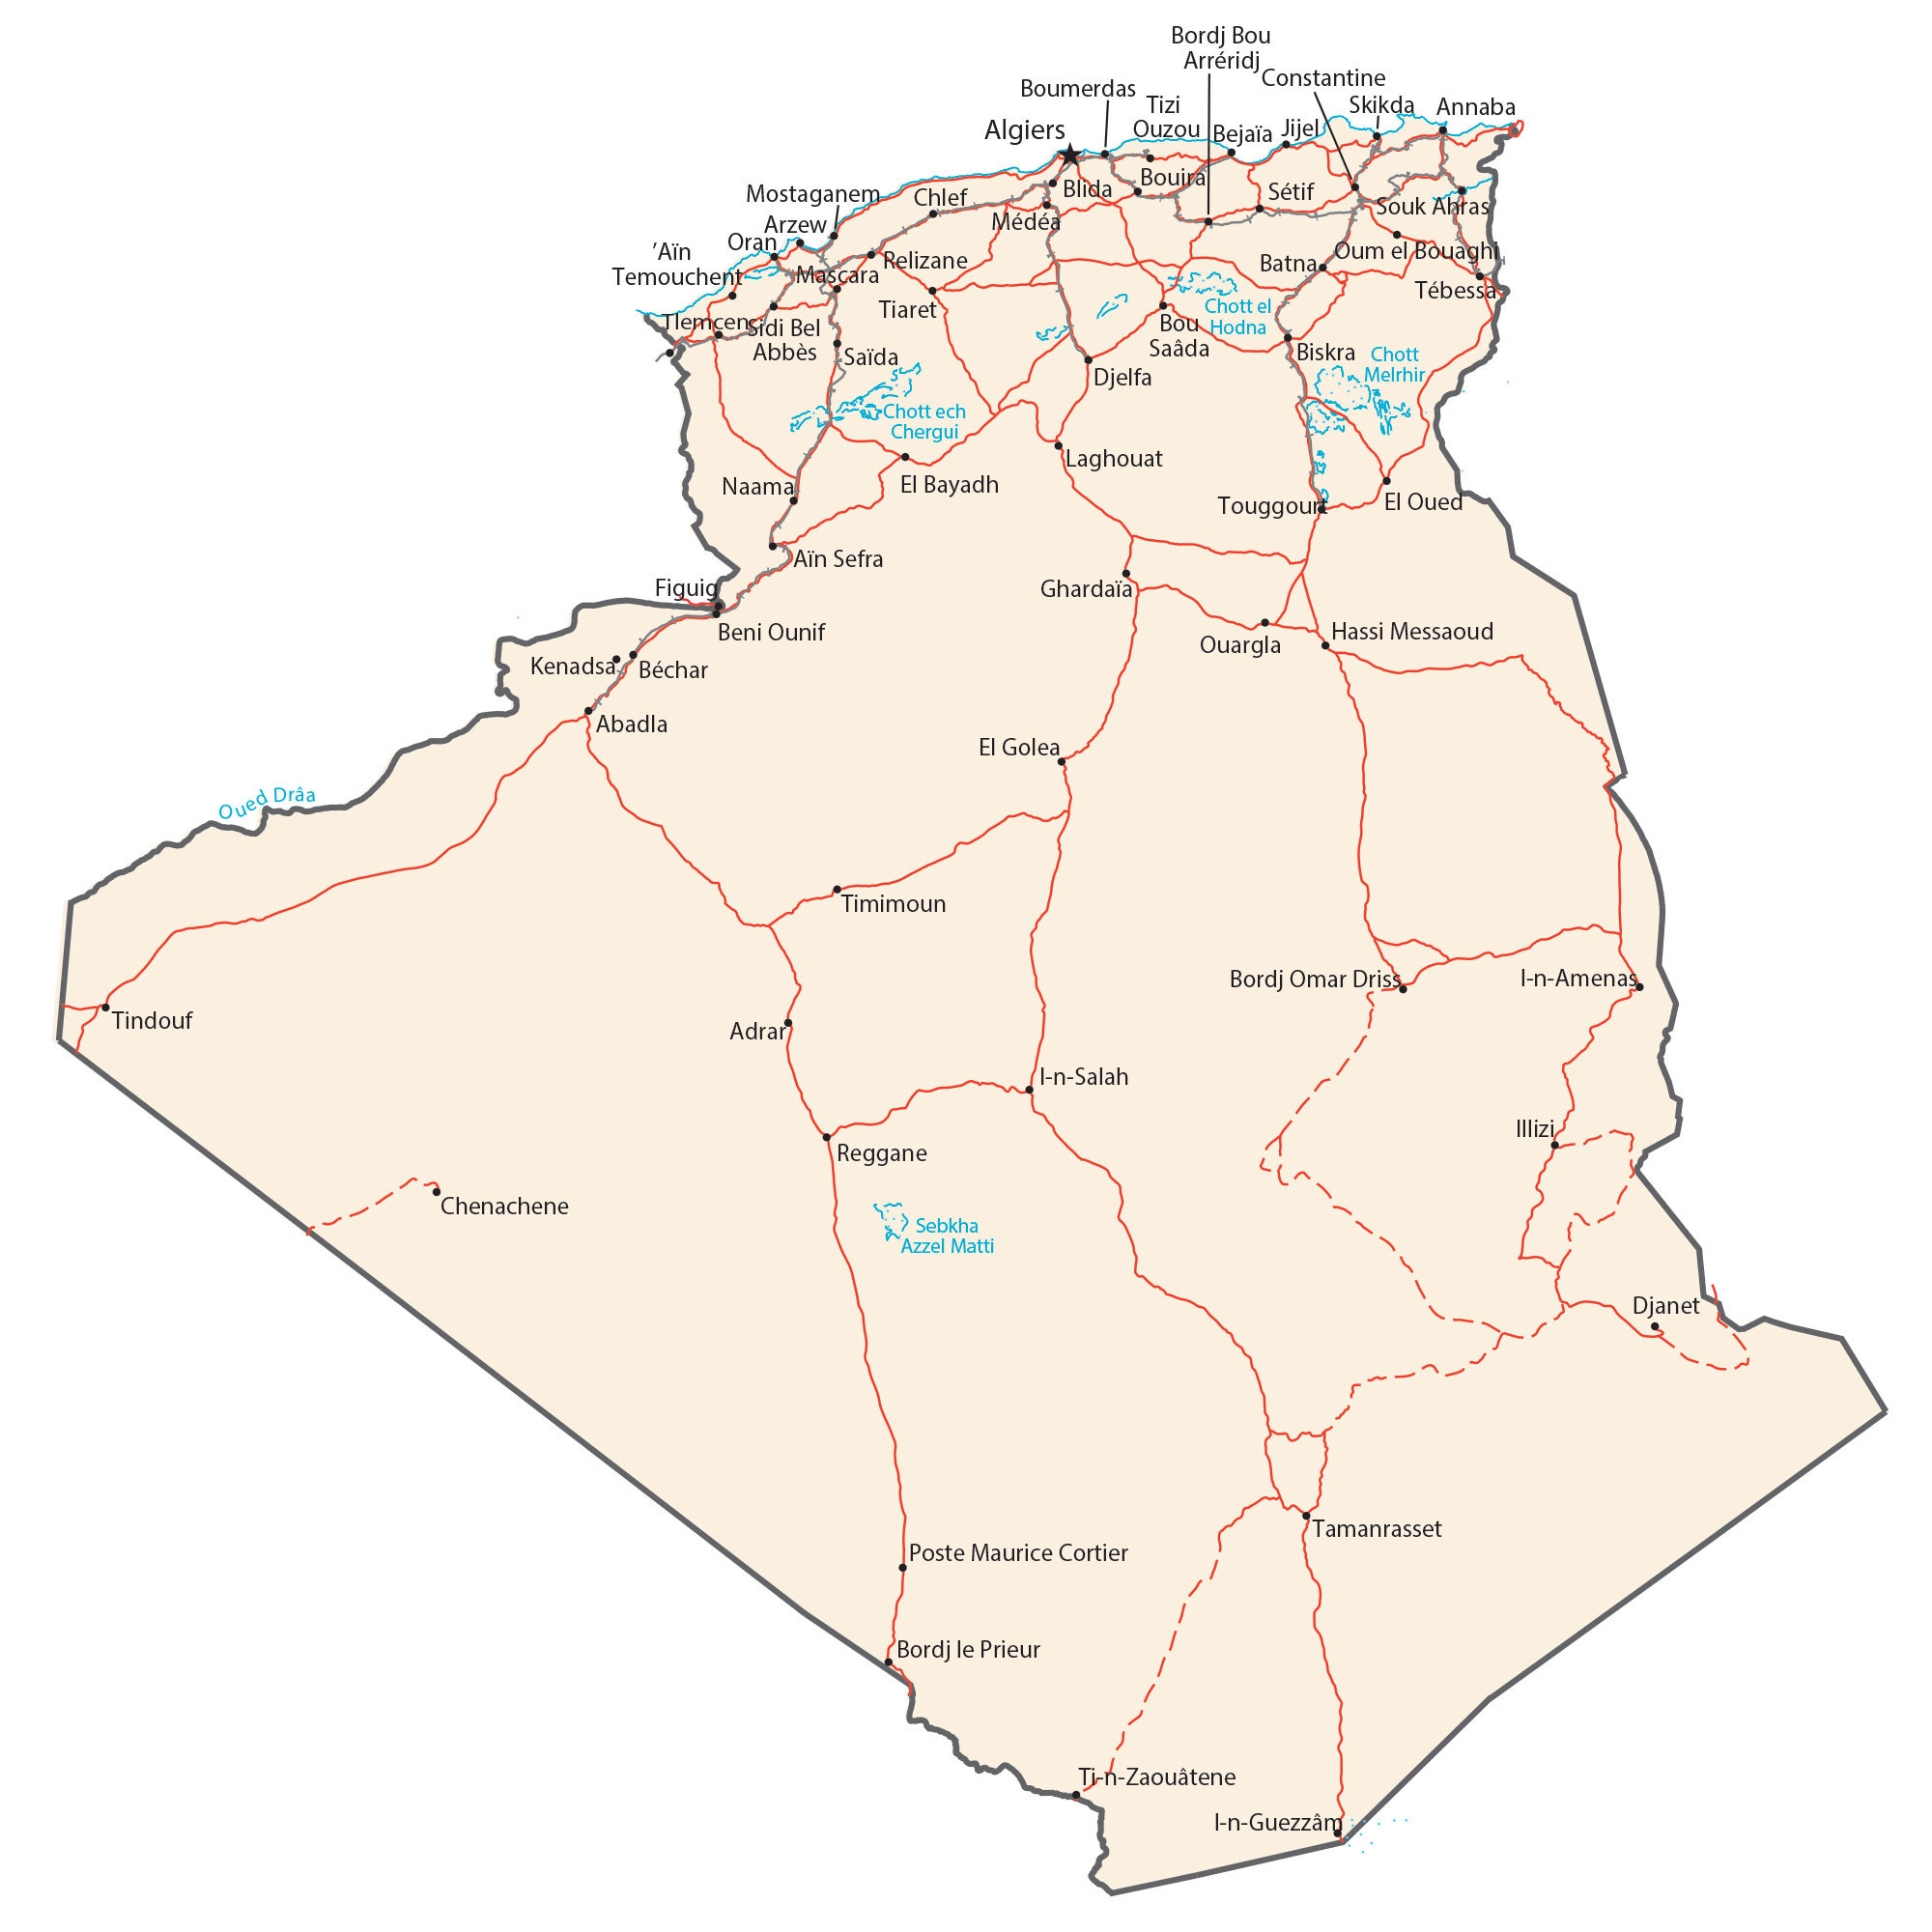 Bordj Bou
Arréridj
Constantine
Boumerdas
Tizi
Ouzou
Skikda
Annaba
Algiers
Bejaïa
Jijel
Mostaganem
Chlef
Blida
Bouira
Sétif
Souk Ahras
Médéa
Arzew
Oran
'Aïn
Temouchent
Relizane
Mascara
Tiaret
Batna
Oum el Bouaghi
Tébessa
Chott el
Hodna
Bou
Saâda
Tlemcen
Sidi Bel
Abbès
Saïda
Djelfa
Biskra
Chott
Melrhir
Chott ech
Chergui
Laghouat
Naama
El Bayadh
Touggourt
El Oued
Aïn Sefra
Figuig
Ghardaïa
Beni Ounif
Ouargla
Hassi Messaoud
Kenadsa
Béchar
Abadla
El Golea
Oued Drâa
Timimoun
Bordj Omar Driss
I-n-Amenas
Tindouf
Adrar
I-n-Salah
Illizi
Reggane
Chenachene
Sebkha
Azzel Matti
Djanet
Tamanrasset
Poste Maurice Cortier
Bordj le Prieur
Ti-n-Zaouâtene
I-n-Guezzâm